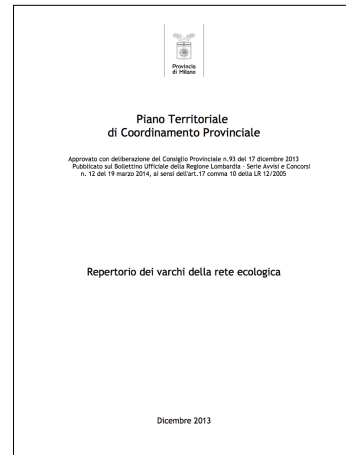 Provincia
di Milano
Piano Territoriale
di Coordinamento Provinciale
Approvato con deliberazione del Consiglio Provinciale n.93 del 17 dicembre 2013
Pubblicato sul Bollettino Ufficiale della Regione Lombardia - Serie Avvisi e Concorsi
n. 12 del 19 marzo 2014, ai sensi dell'art.17 comma 10 della LR 12/2005
Repertorio dei varchi della rete ecologica
Dicembre 2013